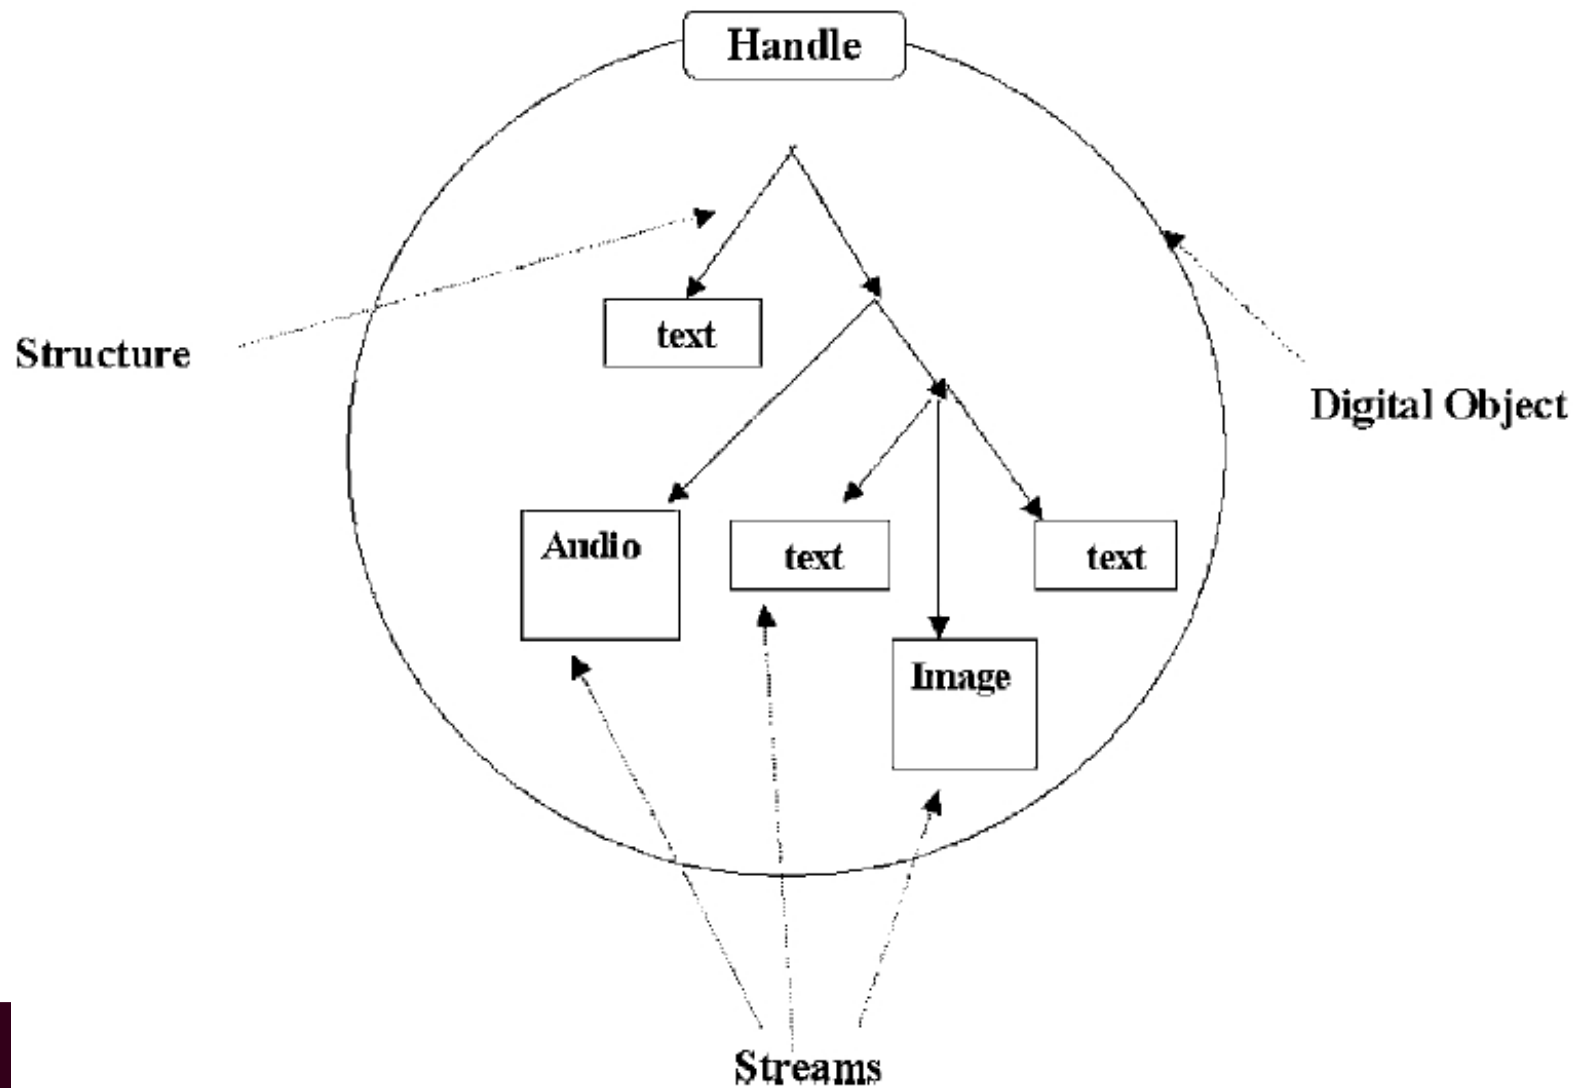 Handle
text
Structure
Digital Object
Audio
text
text
Image
Streams